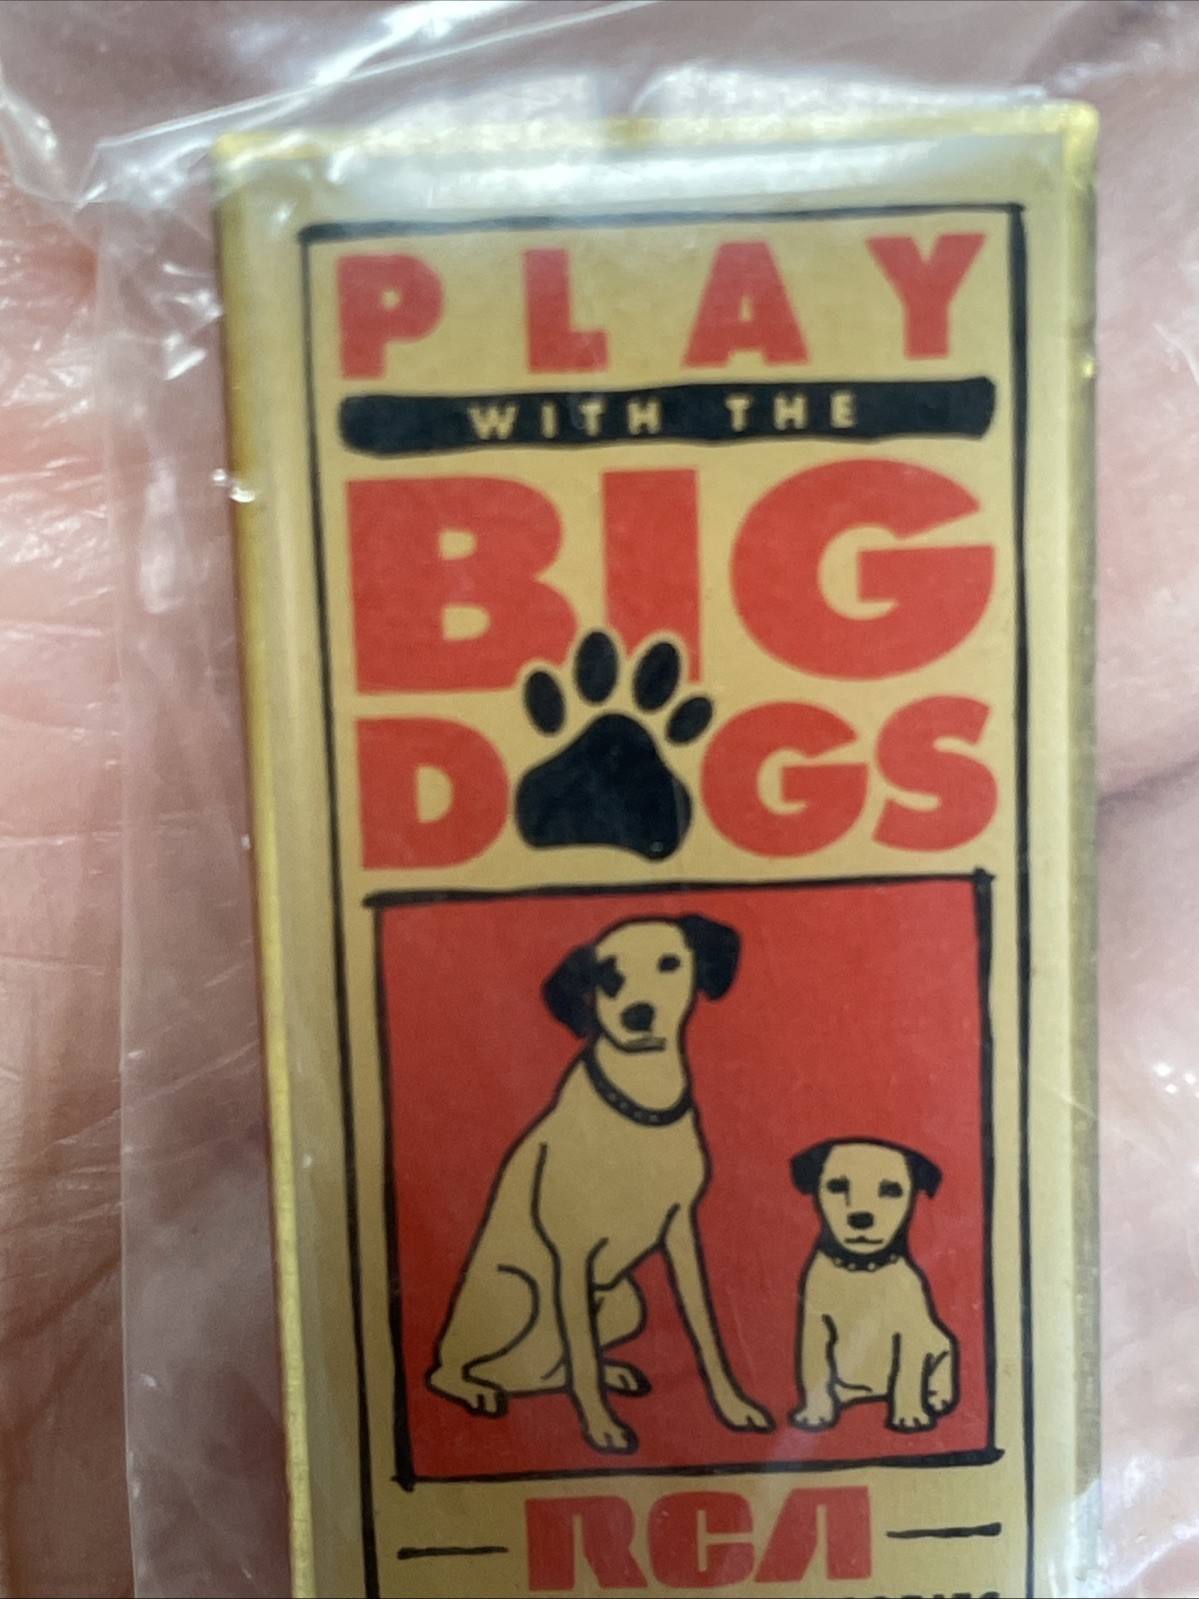 PLAY
WITH THE
BIG
DOGS
RCA